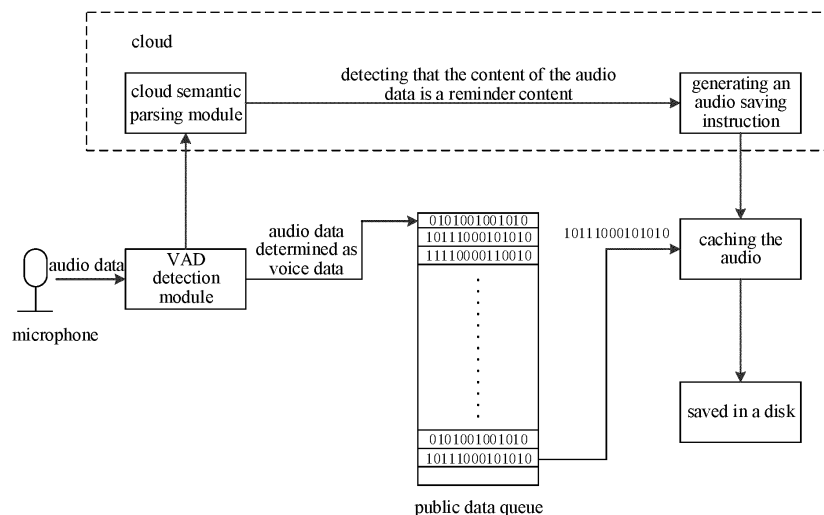 cloud
cloud semantic
parsing module
detecting that the content of the audio
data is a reminder content
generating an
audio saving
instruction
audio data
VAD
detection
module
audio data
determined as
voice data
0101001001010
10111000101010
11110000110010
0101001001010
10111000101010
public data queue
10111000101010
caching the
audio
saved in a disk
microphone